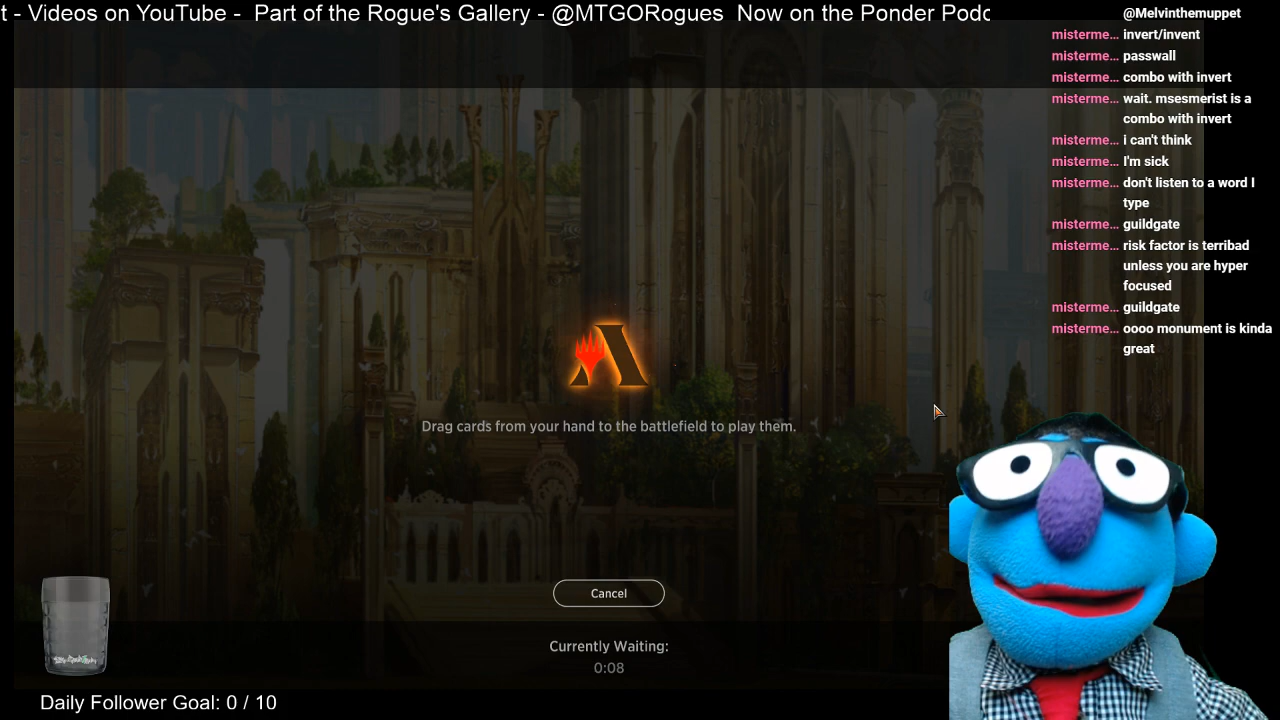 t - Videos on YouTube -  Part of the Rogue's Gallery - @MTGORogues  Now on the Ponder Podc
@Melvinthemuppet
misterme... invert/invent
misterme... passwall
misterme... combo with invert
misterme... wait. msesmerist is a
combo with invert
misterme... i can't think
misterme... I'm sick
misterme... don't listen to a word I
type
misterme... guildgate
misterme... risk factor is terribad
unless you are hyper
focused
misterme... guildgate
misterme... oooo monument is kinda
great
Drag cards from your hand to the battlefield to play them.
Cancel
Currently Waiting:
0:08
Daily Follower Goal: 0 / 10